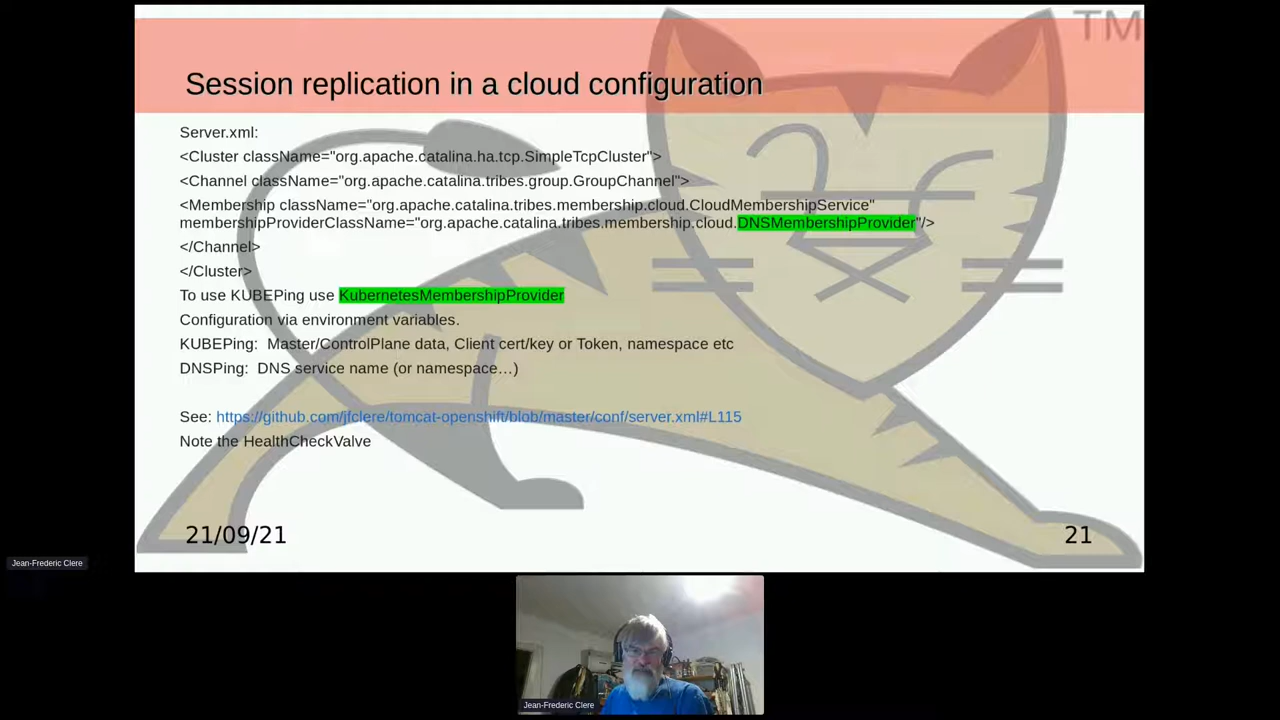 TM
Session replication in a cloud configuration
Server.xml:
<Cluster className="org.apache.catalina.ha.tcp.SimpleTcpCluster">
<Channel className="org.apache.catalina.tribes.group.GroupChannel">
<Membership className="org.apache.catalina.tribes.membership.cloud.CloudMembershipService"
membershipProviderClassName="org.apache.catalina.tribes.membership.cloud.DNSMembershipProvider"/>
</Channel>
</Cluster>
To use KUBEPing use KubernetesMembershipProvider
Configuration via environment variables.
KUBEPing: Master/ControlPlane data, Client cert/key or Token, namespace etc
DNSPing: DNS service name (or namespace…)
See: https://github.com/jfclere/tomcat-openshift/blob/master/conf/server.xml#L115
Note the HealthCheckValve
21/09/21
21
Jean-Frederic Clere
Jean-Frederic Clere